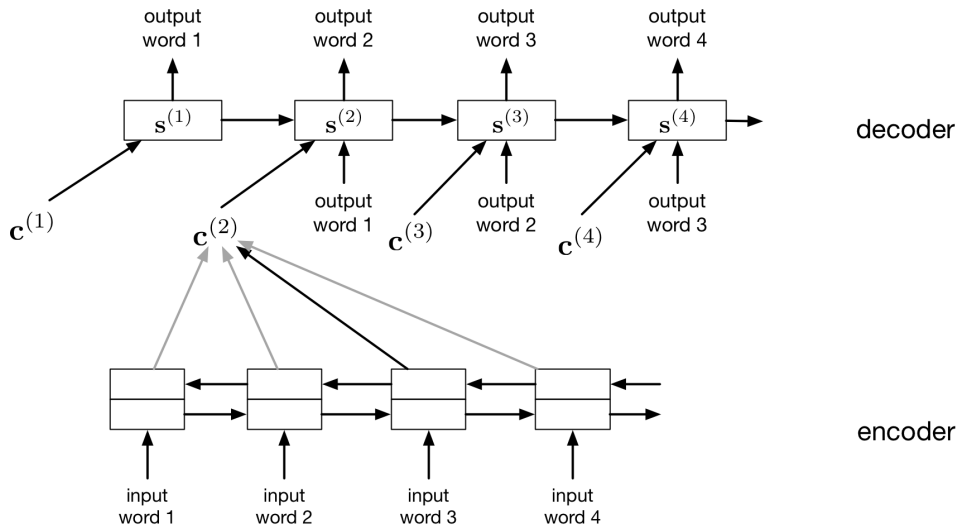 output
word 1
output
word 2
output
word 3
output
word 4
s^(1)
s^(2)
s^(3)
s^(4)
decoder
c^(1)
c^(2)
output
word 1
c^(3)
output
word 2
c^(4)
output
word 3
encoder
input
word 1
input
word 2
input
word 3
input
word 4